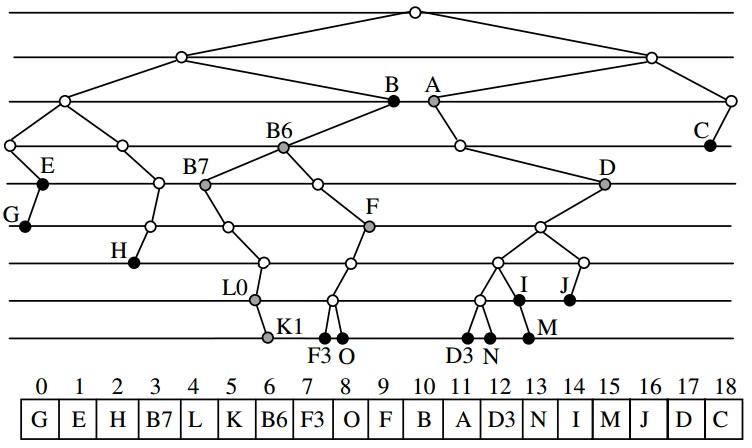 B A
C
B6
E B7 D
G F
H
L0 I J
K1 M
F3 O D3 N
0 1 2 3 4 5 6 7 8 9 10 11 12 13 14 15 16 17 18
G E H B7 L K B6 F3 O F B A D3 N I M J D C